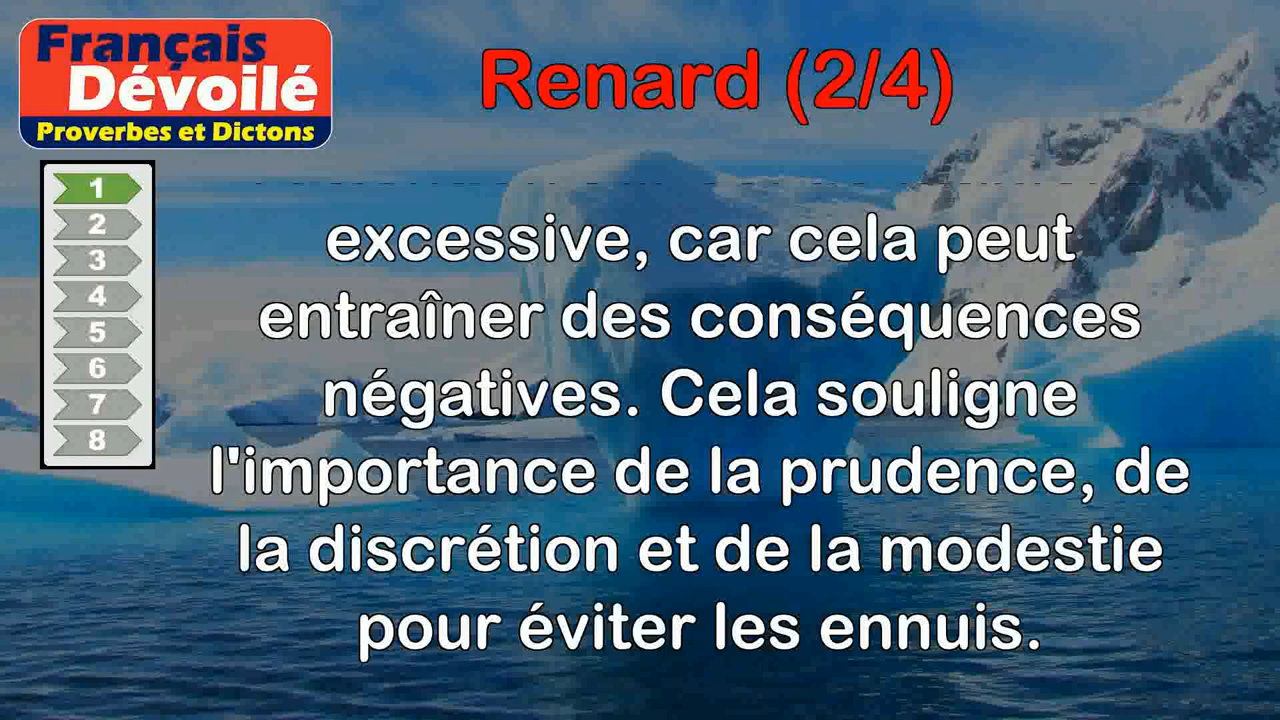 Français
Dévoilé
Proverbes et Dictons
Renard (2/4)
1
2
3
4
5
6
7
8
excessive, car cela peut
entraîner des conséquences
négatives. Cela souligne
l'importance de la prudence, de
la discrétion et de la modestie
pour éviter les ennuis.